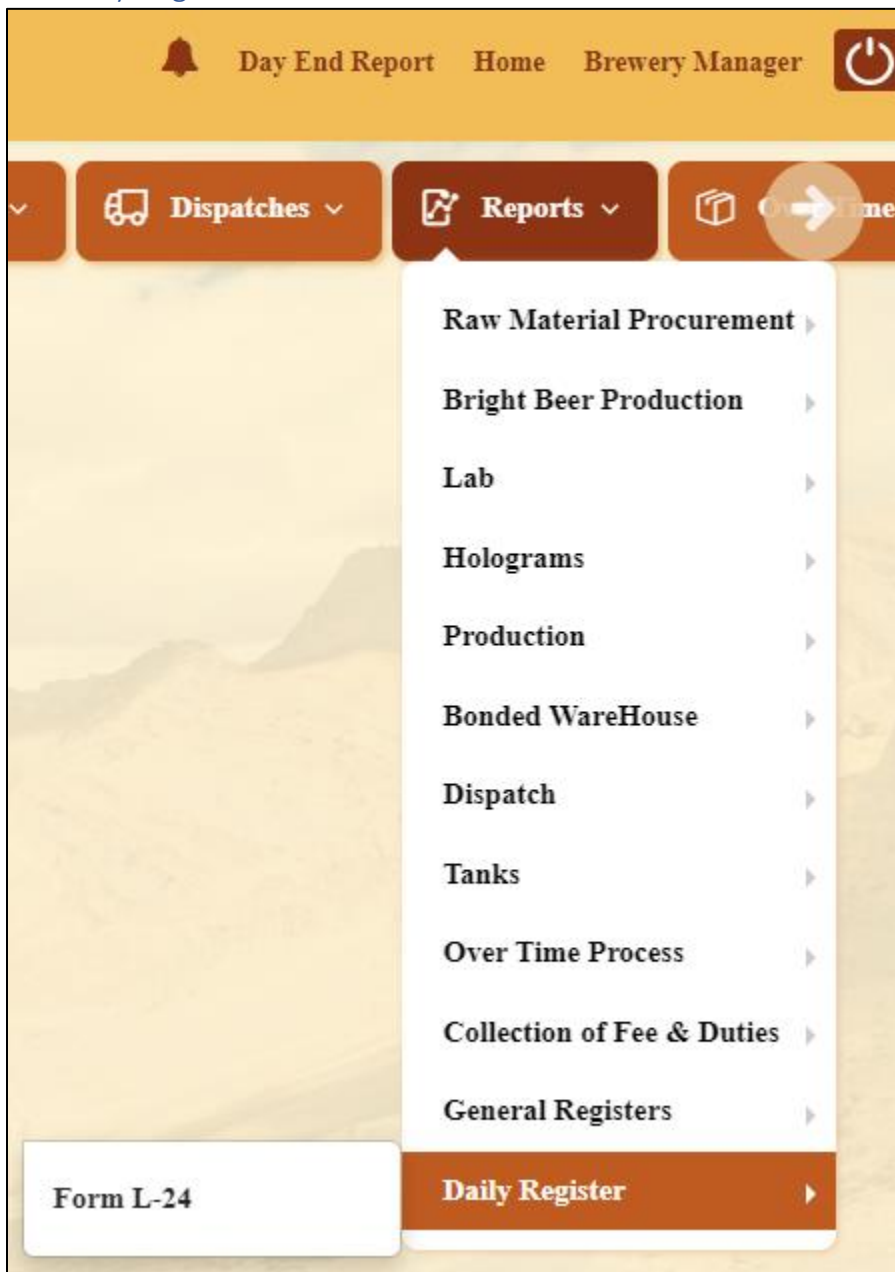 Day End Report Home Brewery Manager
Dispatches Reports
Raw Material Procurement
Bright Beer Production
Lab
Holograms
Production
Bonded WareHouse
Dispatch
Tanks
Over Time Process
Collection of Fee & Duties
General Registers
Form L-24 Daily Register